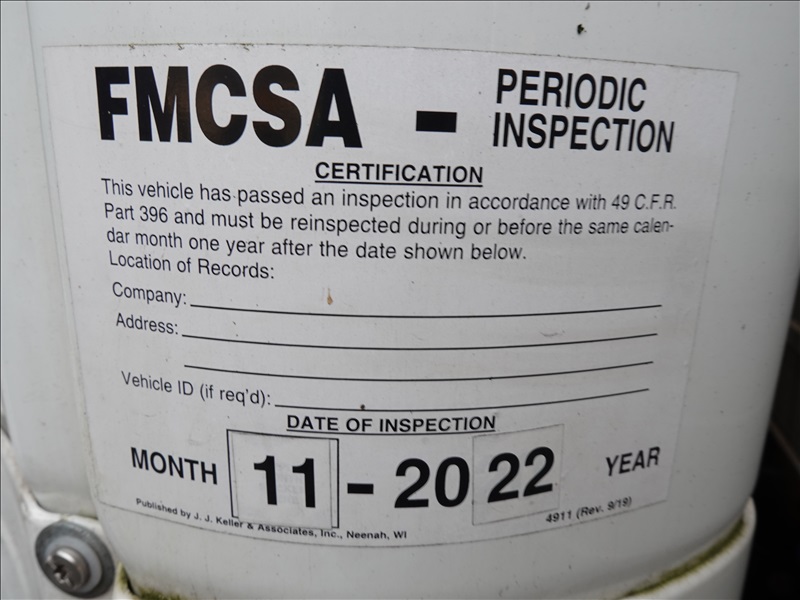 FMCSA - PERIODIC
INSPECTION
CERTIFICATION
This vehicle has passed an inspection in accordance with 49 C.F.R.
Part 396 and must be reinspected during or before the same calen-
dar month one year after the date shown below.
Location of Records:
Company:
Address:
Vehicle ID (if req'd):
DATE OF INSPECTION
MONTH 11 - 20 22 YEAR
Published by J. J. Keller & Associates, Inc., Neenah, WI
4911 (Rev. 9/19)